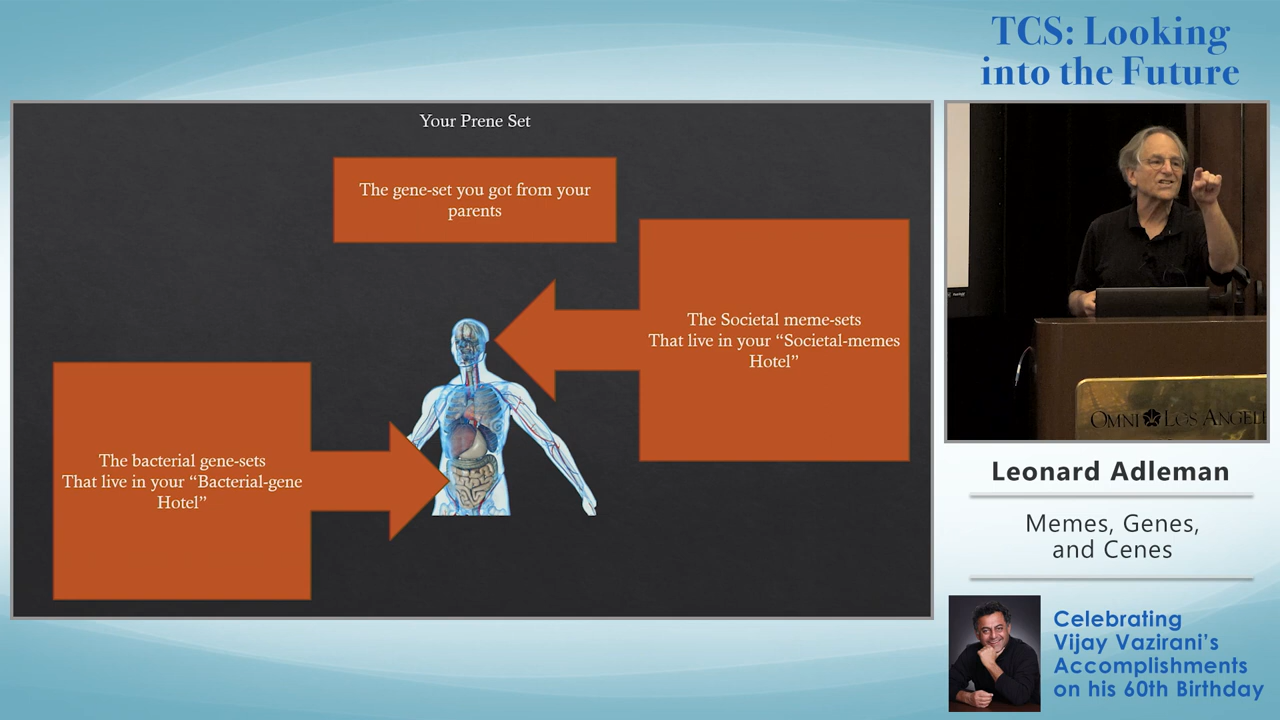 TCS: Looking
into the Future
Your Prene Set
The gene-set you got from your
parents
The Societal meme-sets
That live in your “Societal-memes
Hotel”
The bacterial gene-sets
That live in your “Bacterial-gene
Hotel”
OMNI LOS ANGEL
Leonard Adleman
Memes, Genes,
and Cenes
Celebrating
Vijay Vazirani’s
Accomplishments
on his 60th Birthday